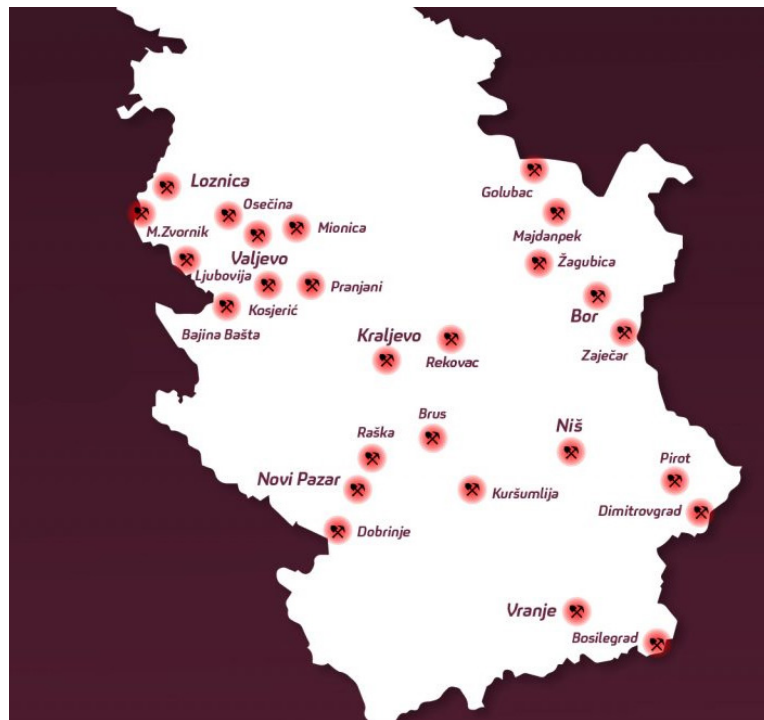 Loznica
Osečina
Golubac
M.Zvornik
Mionica
Majdanpek
Valjevo
Ljubovija
Žagubica
Pranjani
Kosjerić
Bajina Bašta
Bor
Kraljevo
Rekovac
Zaječar
Brus
Niš
Raška
Pirot
Novi Pazar
Kuršumlija
Dimitrovgrad
Dobrinje
Vranje
Bosilegrad